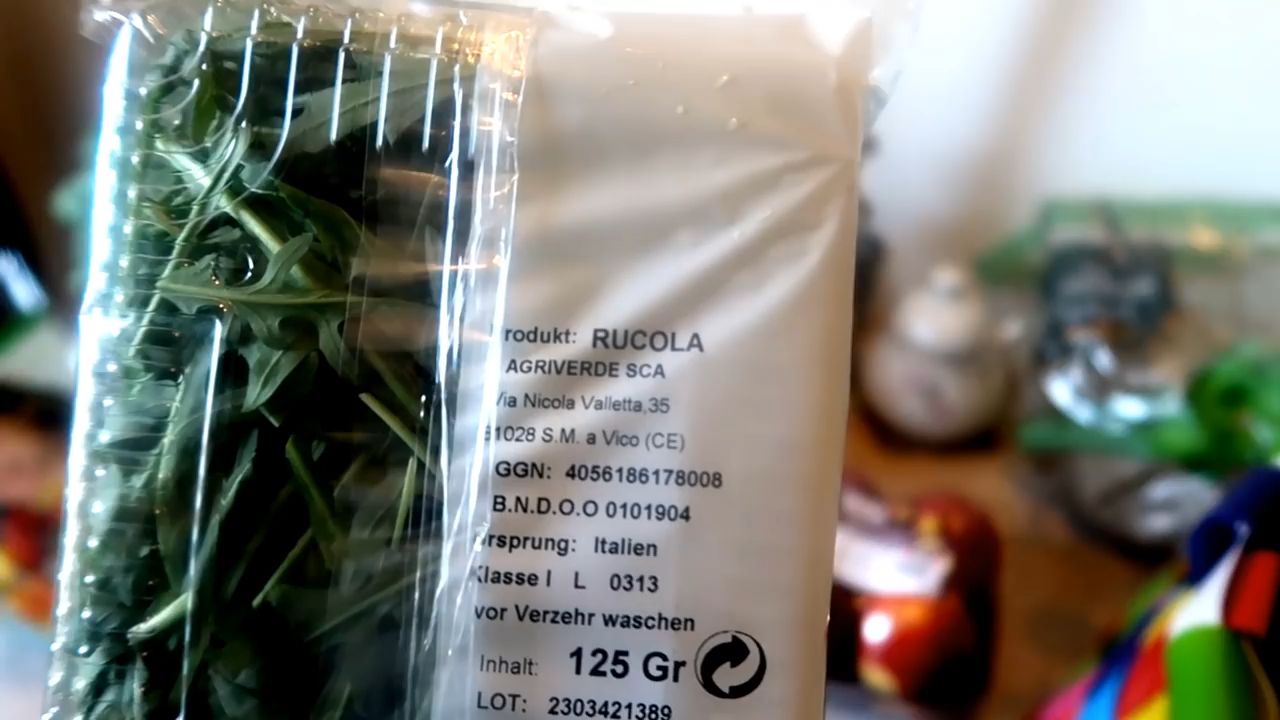 rodukt: RUCOLA
AGRIVERDE SCA
Via Nicola Valletta,35
81028 S.M. a Vico (CE)
GGN: 4056186178008
B.N.D.O.O 0101904
rsprung: Italien
Klasse I L 0313
vor Verzehr waschen
Inhalt: 125 Gr
LOT: 2303421389